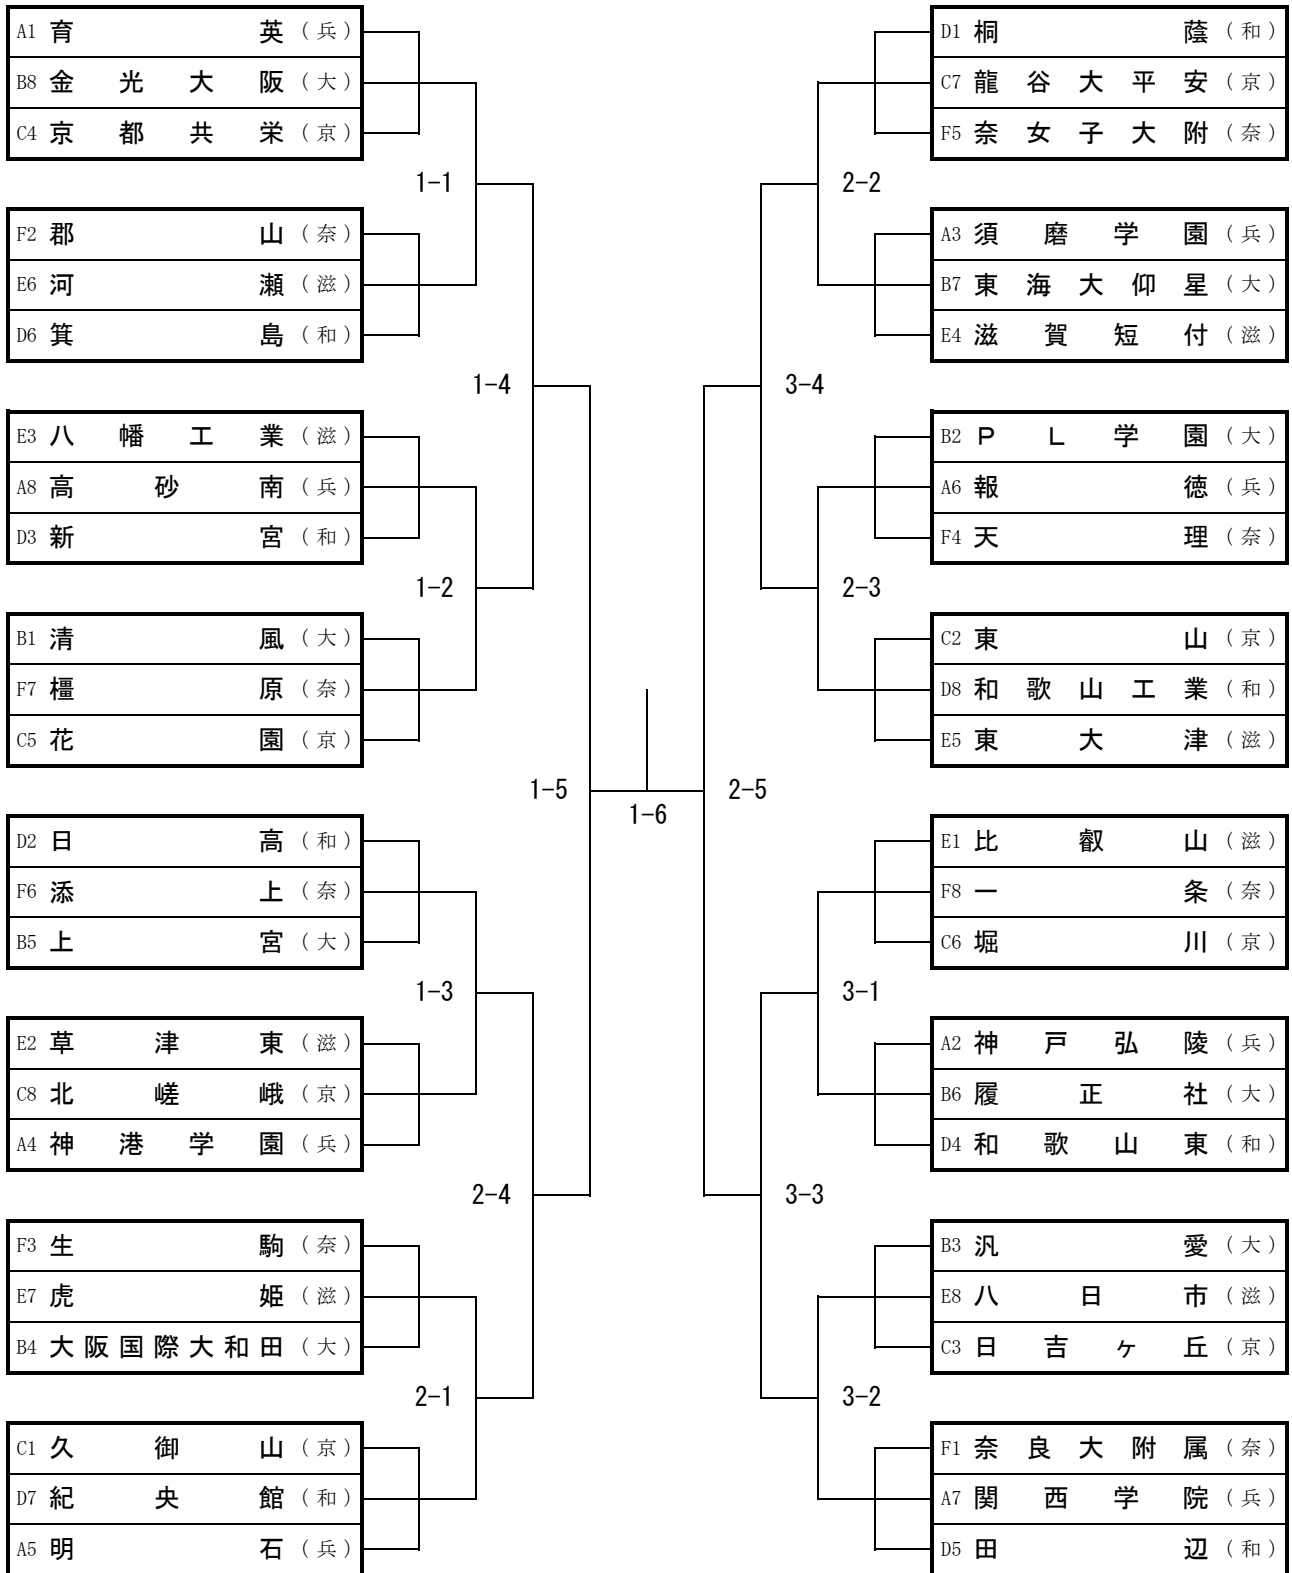 A1 育英（兵）
B8 金光大阪（大）
C4 京都共栄（京）
1-1
F2 郡山（奈）
E6 河瀬（滋）
D6 箕島（和）
1-4
E3 八幡工業（滋）
A8 高砂南（兵）
D3 新宮（和）
1-2
B1 清風（大）
F7 橿原（奈）
C5 花園（京）
1-5
D2 日高（和）
F6 添上（奈）
B5 上宮（大）
1-3
E2 草津東（滋）
C8 北嵯峨（京）
A4 神港学園（兵）
2-4
F3 生駒（奈）
E7 虎姫（滋）
B4 大阪国際大和田（大）
2-1
C1 久御山（京）
D7 紀央館（和）
A5 明石（兵）
1-6
D1 桐蔭（和）
C7 龍谷大平安（京）
F5 奈女子大附（奈）
2-2
A3 須磨学園（兵）
B7 東海大仰星（大）
E4 滋賀短付（滋）
3-4
B2 ＰＬ学園（大）
A6 報徳（兵）
F4 天理（奈）
2-3
C2 東山（京）
D8 和歌山工業（和）
E5 東大津（滋）
2-5
E1 比叡山（滋）
F8 一条（奈）
C6 堀川（京）
3-1
A2 神戸弘陵（兵）
B6 履正社（大）
D4 和歌山東（和）
3-3
B3 汎愛（大）
E8 八日市（滋）
C3 日吉ヶ丘（京）
3-2
F1 奈良大附属（奈）
A7 関西学院（兵）
D5 田辺（和）